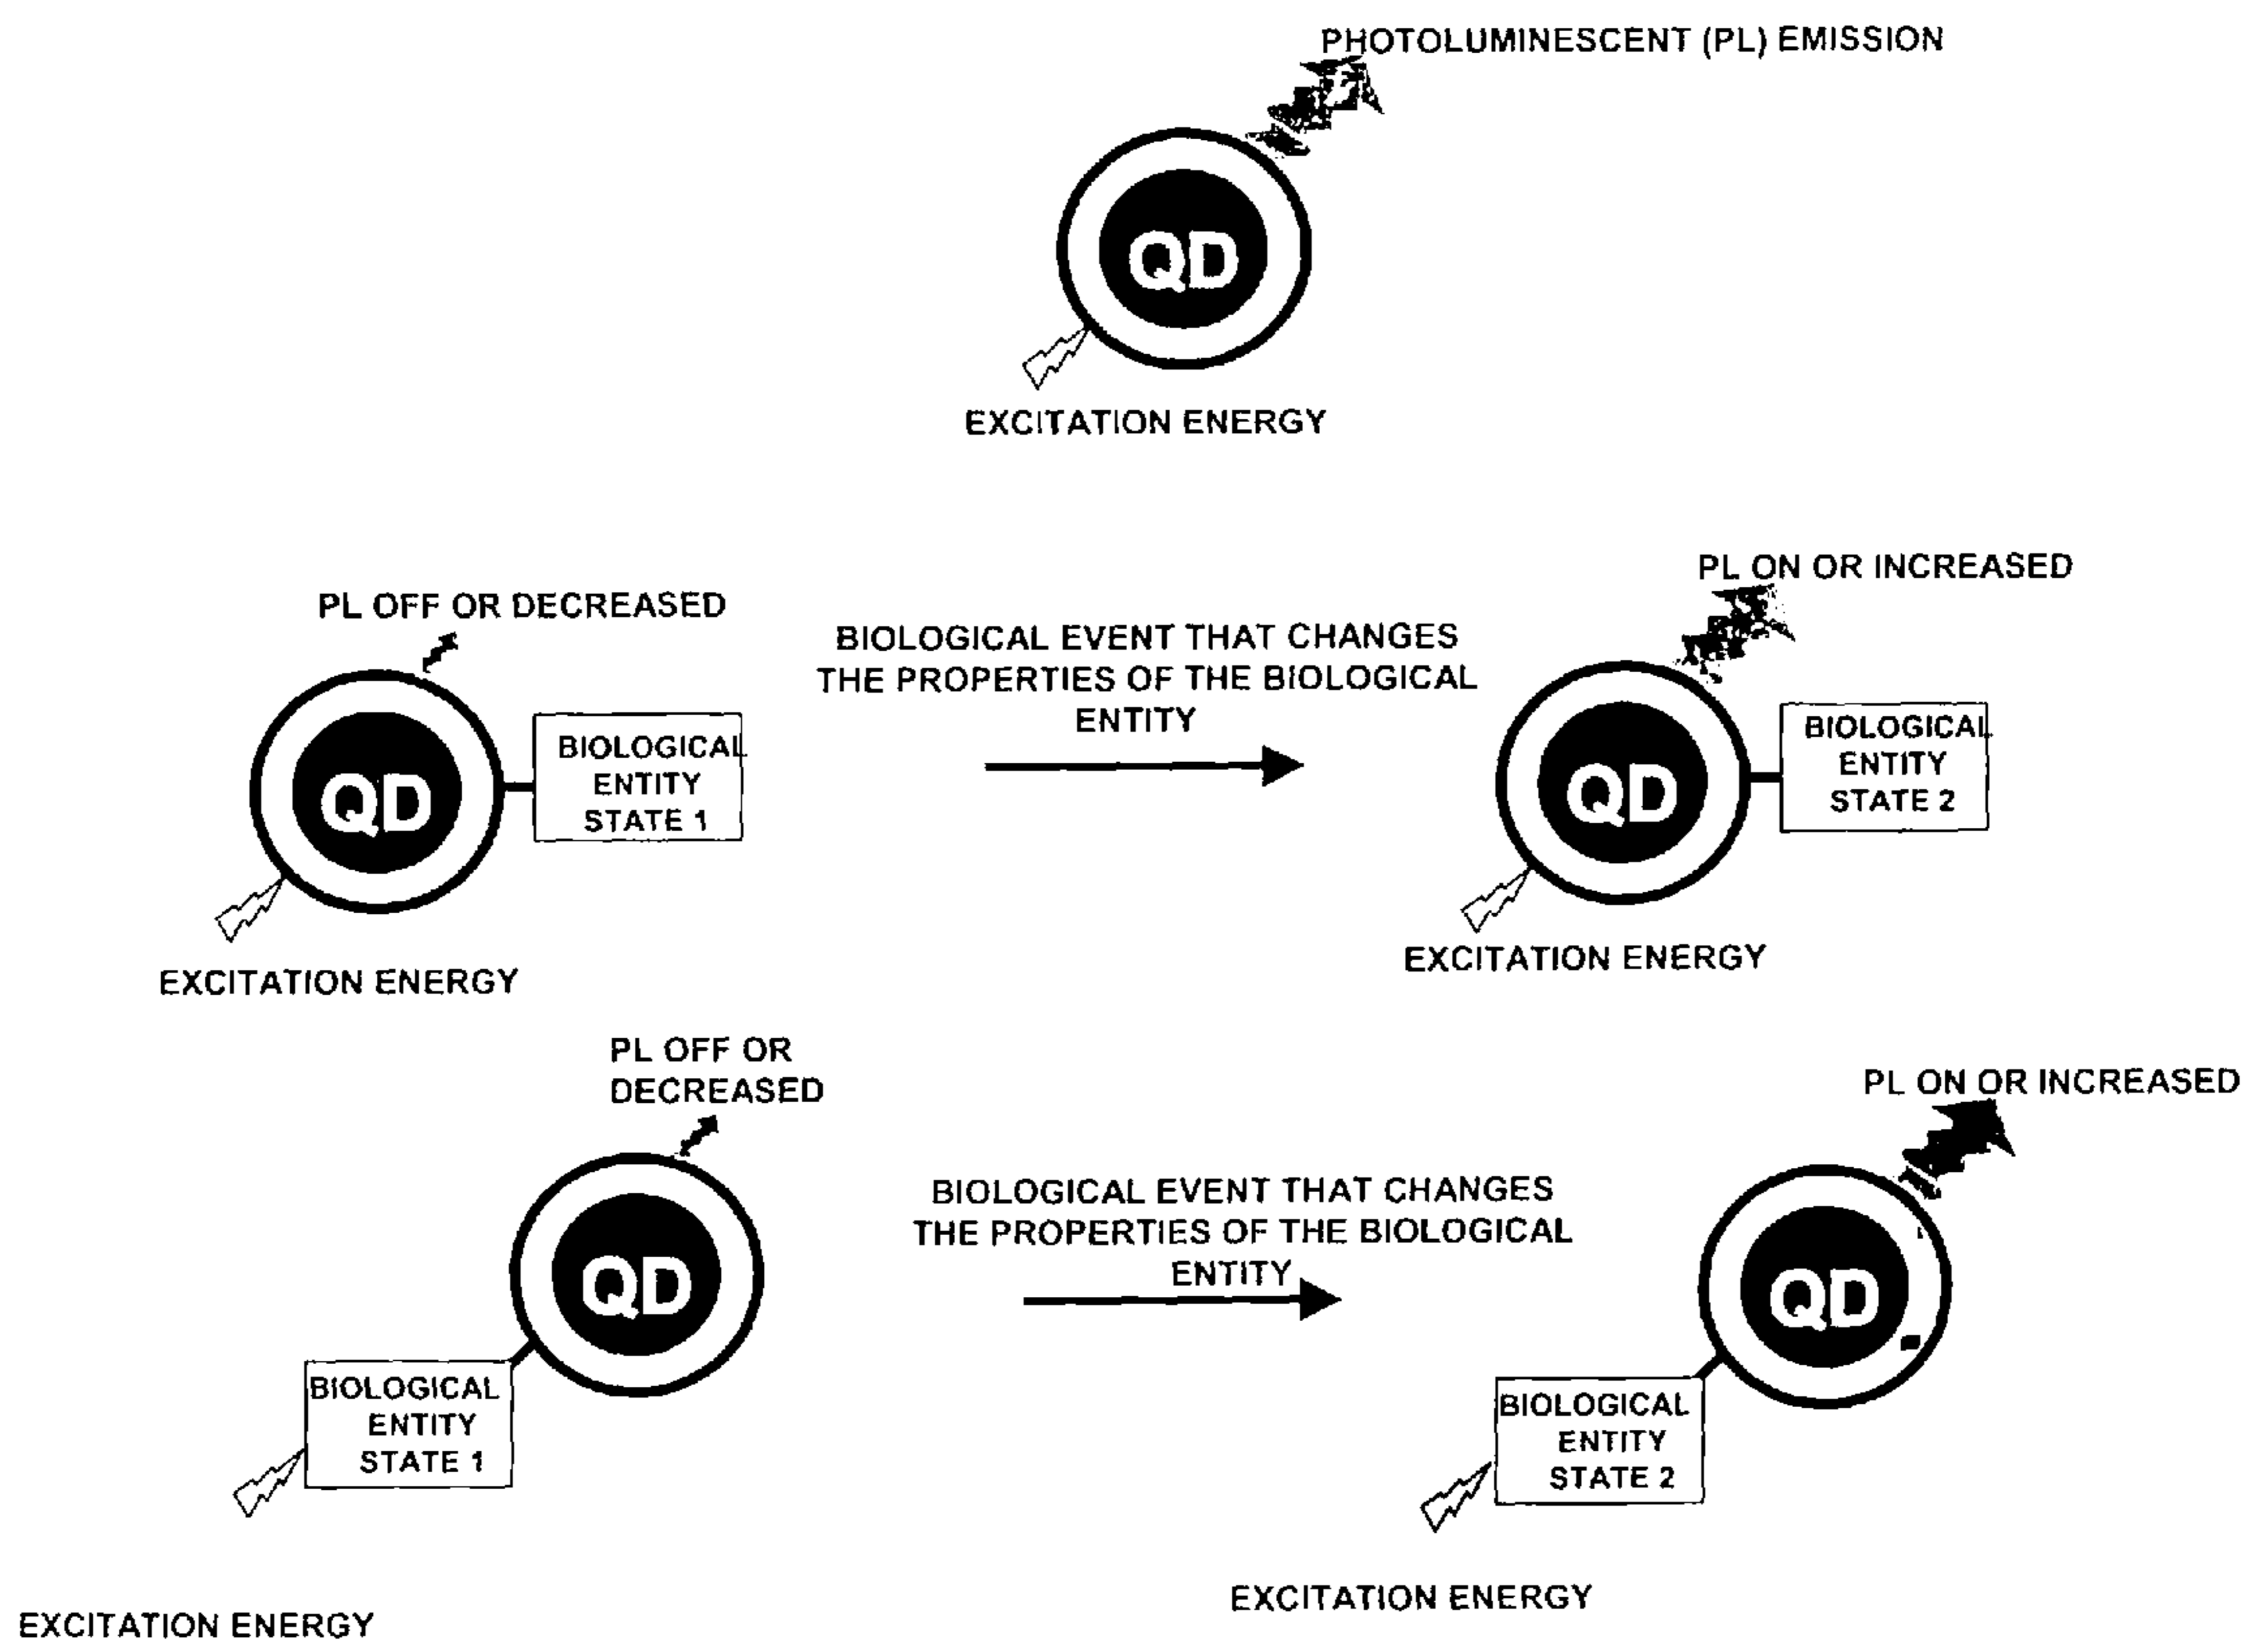 PHOTOLUMINESCENT (PL) EMISSION
QD
EXCITATION ENERGY
PL OFF OR DECREASED
QD
BIOLOGICAL
ENTITY
STATE 1
EXCITATION ENERGY
BIOLOGICAL EVENT THAT CHANGES
THE PROPERTIES OF THE BIOLOGICAL
ENTITY
PL ON OR INCREASED
QD
BIOLOGICAL
ENTITY
STATE 2
EXCITATION ENERGY
PL OFF OR
DECREASED
QD
BIOLOGICAL
ENTITY
STATE 1
EXCITATION ENERGY
BIOLOGICAL EVENT THAT CHANGES
THE PROPERTIES OF THE BIOLOGICAL
ENTITY
PL ON OR INCREASED
QD
BIOLOGICAL
ENTITY
STATE 2
EXCITATION ENERGY